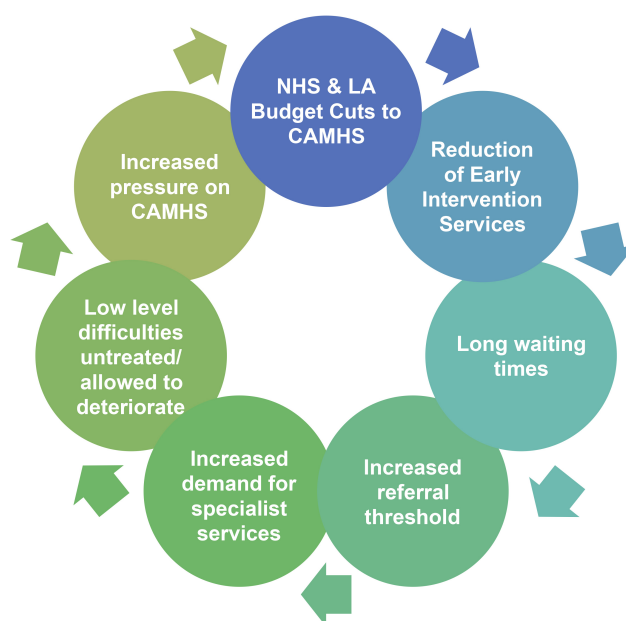 NHS & LA
Budget Cuts to
CAMHS
Reduction
of Early
Intervention
Services
Long waiting
times
Increased
referral
threshold
Increased
demand for
specialist
services
Low level
difficulties
untreated/
allowed to
deteriorate
Increased
pressure on
CAMHS